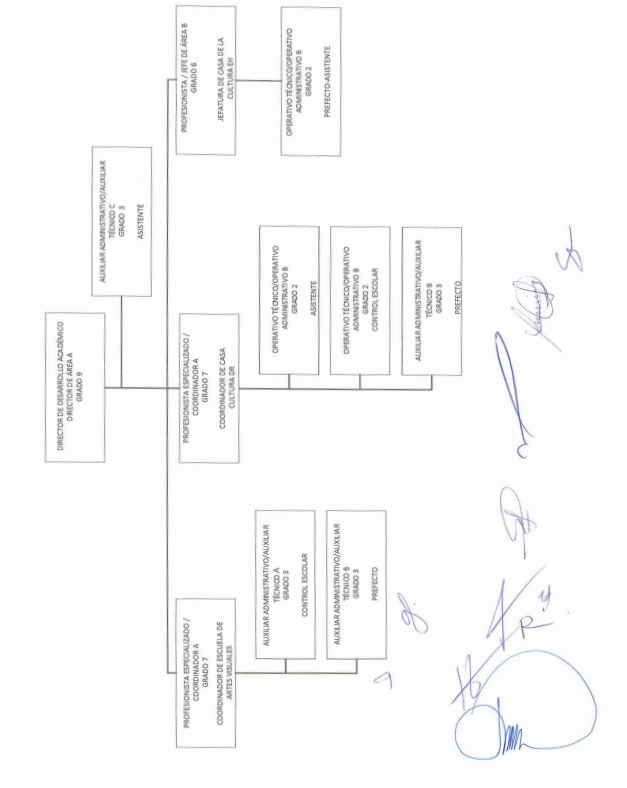 DIRECTOR DE DESARROLLO ACADÉMICO
DIRECTOR DE ÁREA A
GRADO 9
AUXILIAR ADMINISTRATIVO/AUXILIAR
TÉCNICO C
GRADO 3
ASISTENTE
PROFESIONISTA ESPECIALIZADO /
COORDINADOR A
GRADO 7
COORDINADOR DE ESCUELA DE
ARTES VISUALES
AUXILIAR ADMINISTRATIVO/AUXILIAR
TÉCNICO A
GRADO 3
CONTROL ESCOLAR
AUXILIAR ADMINISTRATIVO/AUXILIAR
TÉCNICO B
GRADO 3
PREFECTO
PROFESIONISTA ESPECIALIZADO /
COORDINADOR A
GRADO 7
COORDINADOR DE CASA
CULTURA DR
OPERATIVO TÉCNICO/OPERATIVO
ADMINISTRATIVO B
GRADO 2
ASISTENTE
OPERATIVO TÉCNICO/OPERATIVO
ADMINISTRATIVO B
GRADO 2
CONTROL ESCOLAR
AUXILIAR ADMINISTRATIVO/AUXILIAR
TÉCNICO B
GRADO 3
PREFECTO
PROFESIONISTA / JEFE DE ÁREA B
GRADO 6
JEFATURA DE CASA DE LA
CULTURA EH
OPERATIVO TÉCNICO/OPERATIVO
ADMINISTRATIVO B
GRADO 2
PREFECTO-ASISTENTE